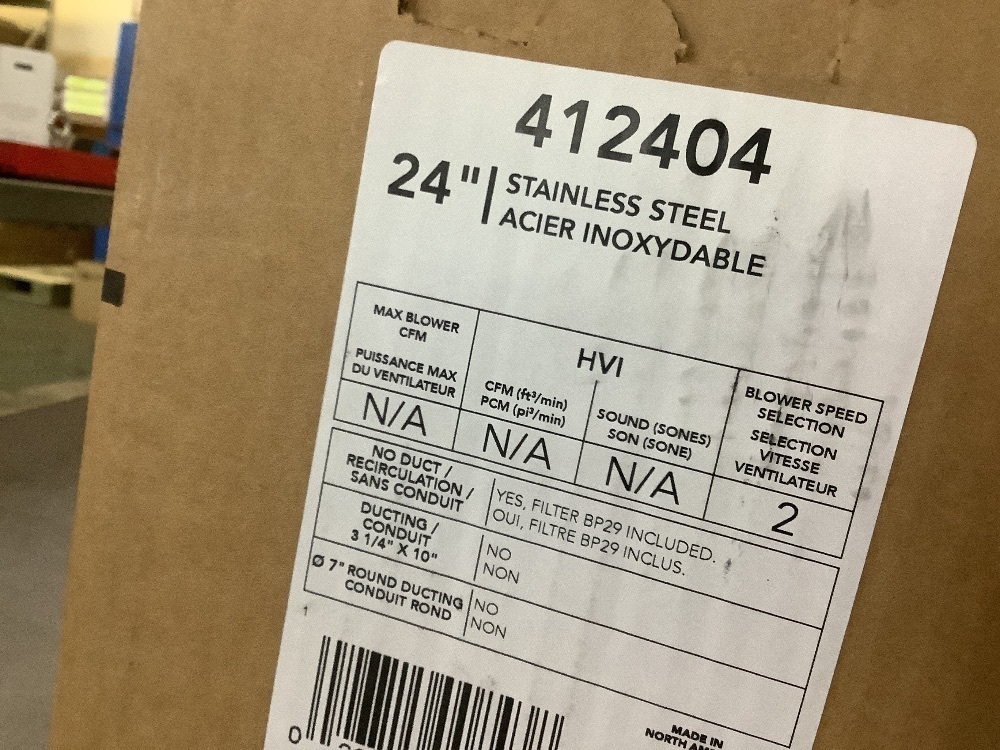 412404
24" | STAINLESS STEEL
ACIER INOXYDABLE
MAX BLOWER
CFM
PUISSANCE MAX
DU VENTILATEUR
N/A
HVI
CFM (ft³/min)
PCM (pi³/min)
N/A
SOUND (SONES)
SON (SONE)
N/A
BLOWER SPEED
SELECTION
SELECTION
VITESSE
VENTILATEUR
2
NO DUCT /
RECIRCULATION /
SANS CONDUIT
YES, FILTER BP29 INCLUDED.
OUI, FILTRE BP29 INCLUS.
DUCTING /
CONDUIT
3 1/4" X 10"
NO
NON
Ø 7" ROUND DUCTING
CONDUIT ROND
NO
NON
1
0
MADE IN
NORTH